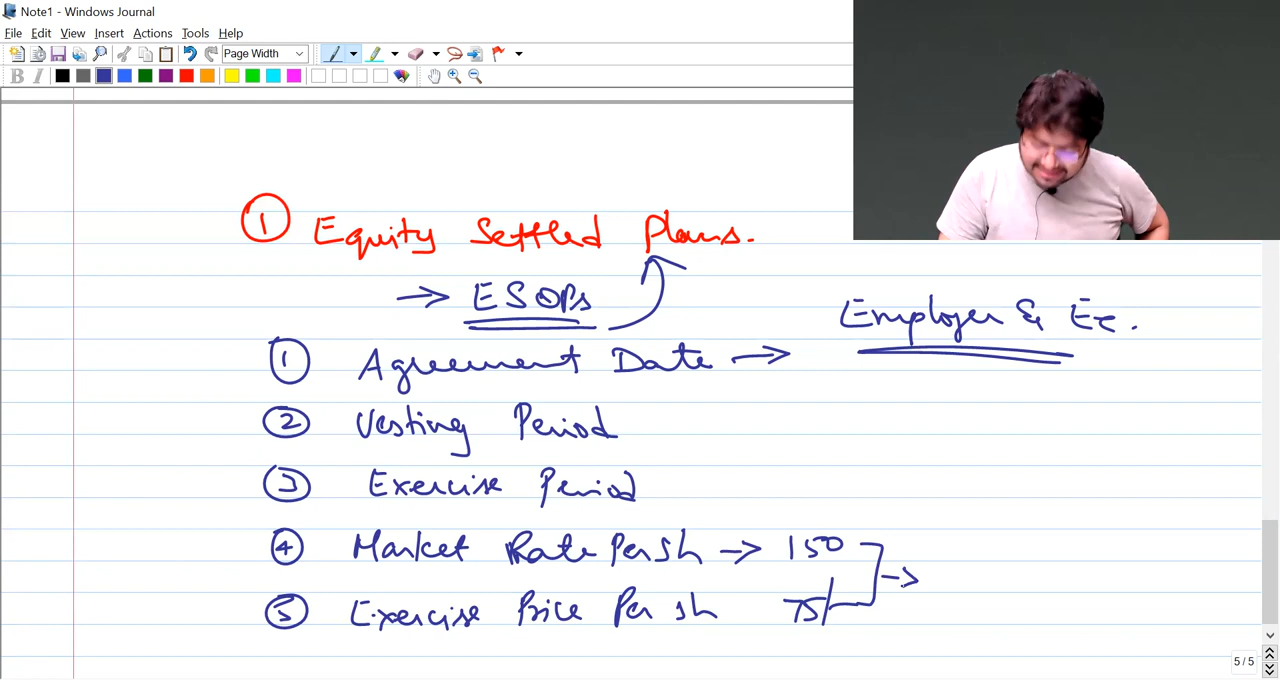 Note1 - Windows Journal
File Edit View Insert Actions Tools Help
Page Width
B I
① Equity Settled Plans.
→ ESOPs
Employer & Ee.
① Agreement Date →
② Vesting Period
③ Exercise Period
④ Market Rate Per sh → 150
⑤ Exercise Price Per sh 75/
5 / 5